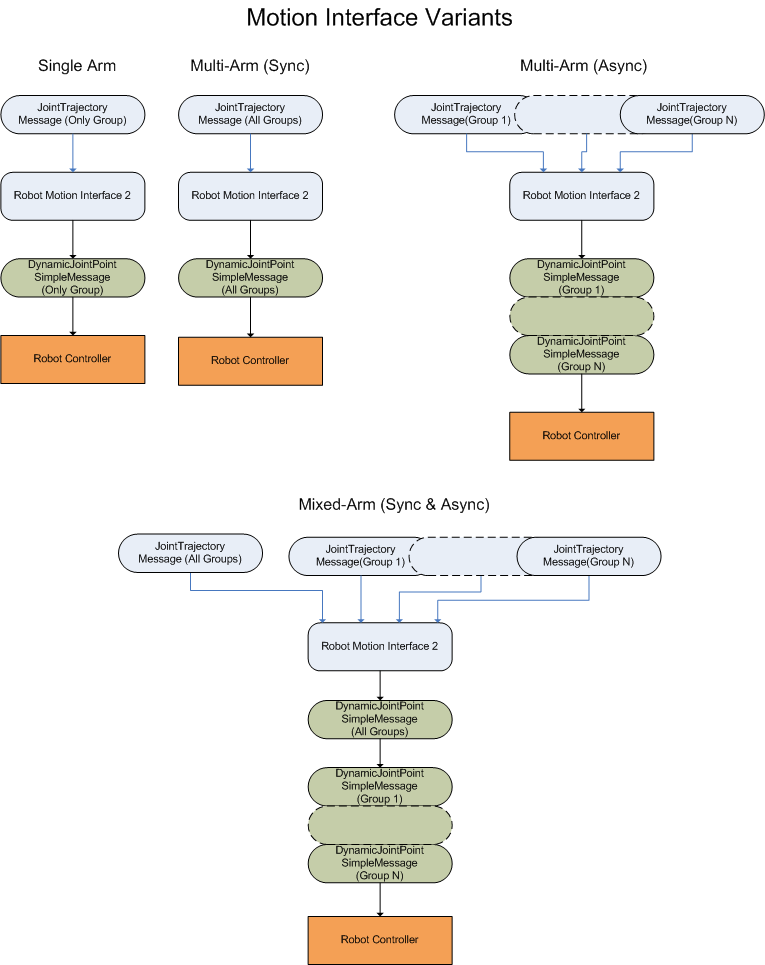 Motion Interface Variants
Single Arm
JointTrajectory
Message (Only Group)
Robot Motion Interface 2
DynamicJointPoint
SimpleMessage
(Only Group)
Robot Controller
Multi-Arm (Sync)
JointTrajectory
Message (All Groups)
Robot Motion Interface 2
DynamicJointPoint
SimpleMessage
(All Groups)
Robot Controller
Multi-Arm (Async)
JointTrajectory
Message(Group 1)
JointTrajectory
Message(Group N)
Robot Motion Interface 2
DynamicJointPoint
SimpleMessage
(Group 1)
DynamicJointPoint
SimpleMessage
(Group N)
Robot Controller
Mixed-Arm (Sync & Async)
JointTrajectory
Message (All Groups)
JointTrajectory
Message(Group 1)
JointTrajectory
Message(Group N)
Robot Motion Interface 2
DynamicJointPoint
SimpleMessage
(All Groups)
DynamicJointPoint
SimpleMessage
(Group 1)
DynamicJointPoint
SimpleMessage
(Group N)
Robot Controller